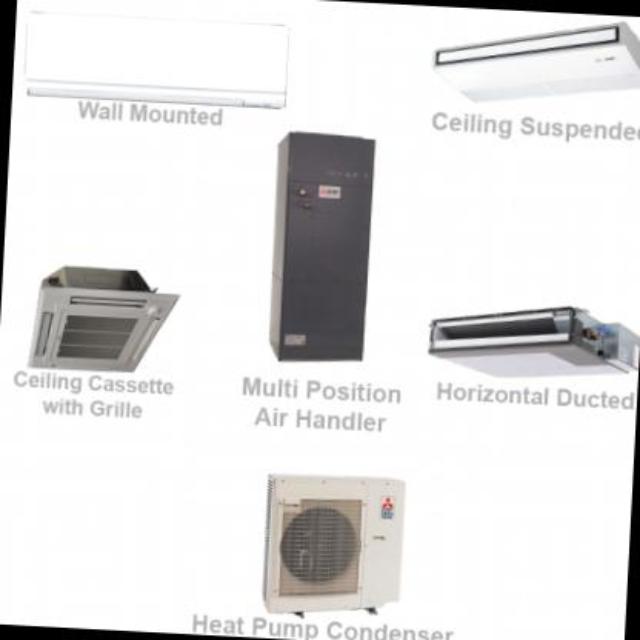 Wall Mounted
Ceiling Suspended
Ceiling Cassette
with Grille
Multi Position
Air Handler
Horizontal Ducted
Heat Pump Condenser